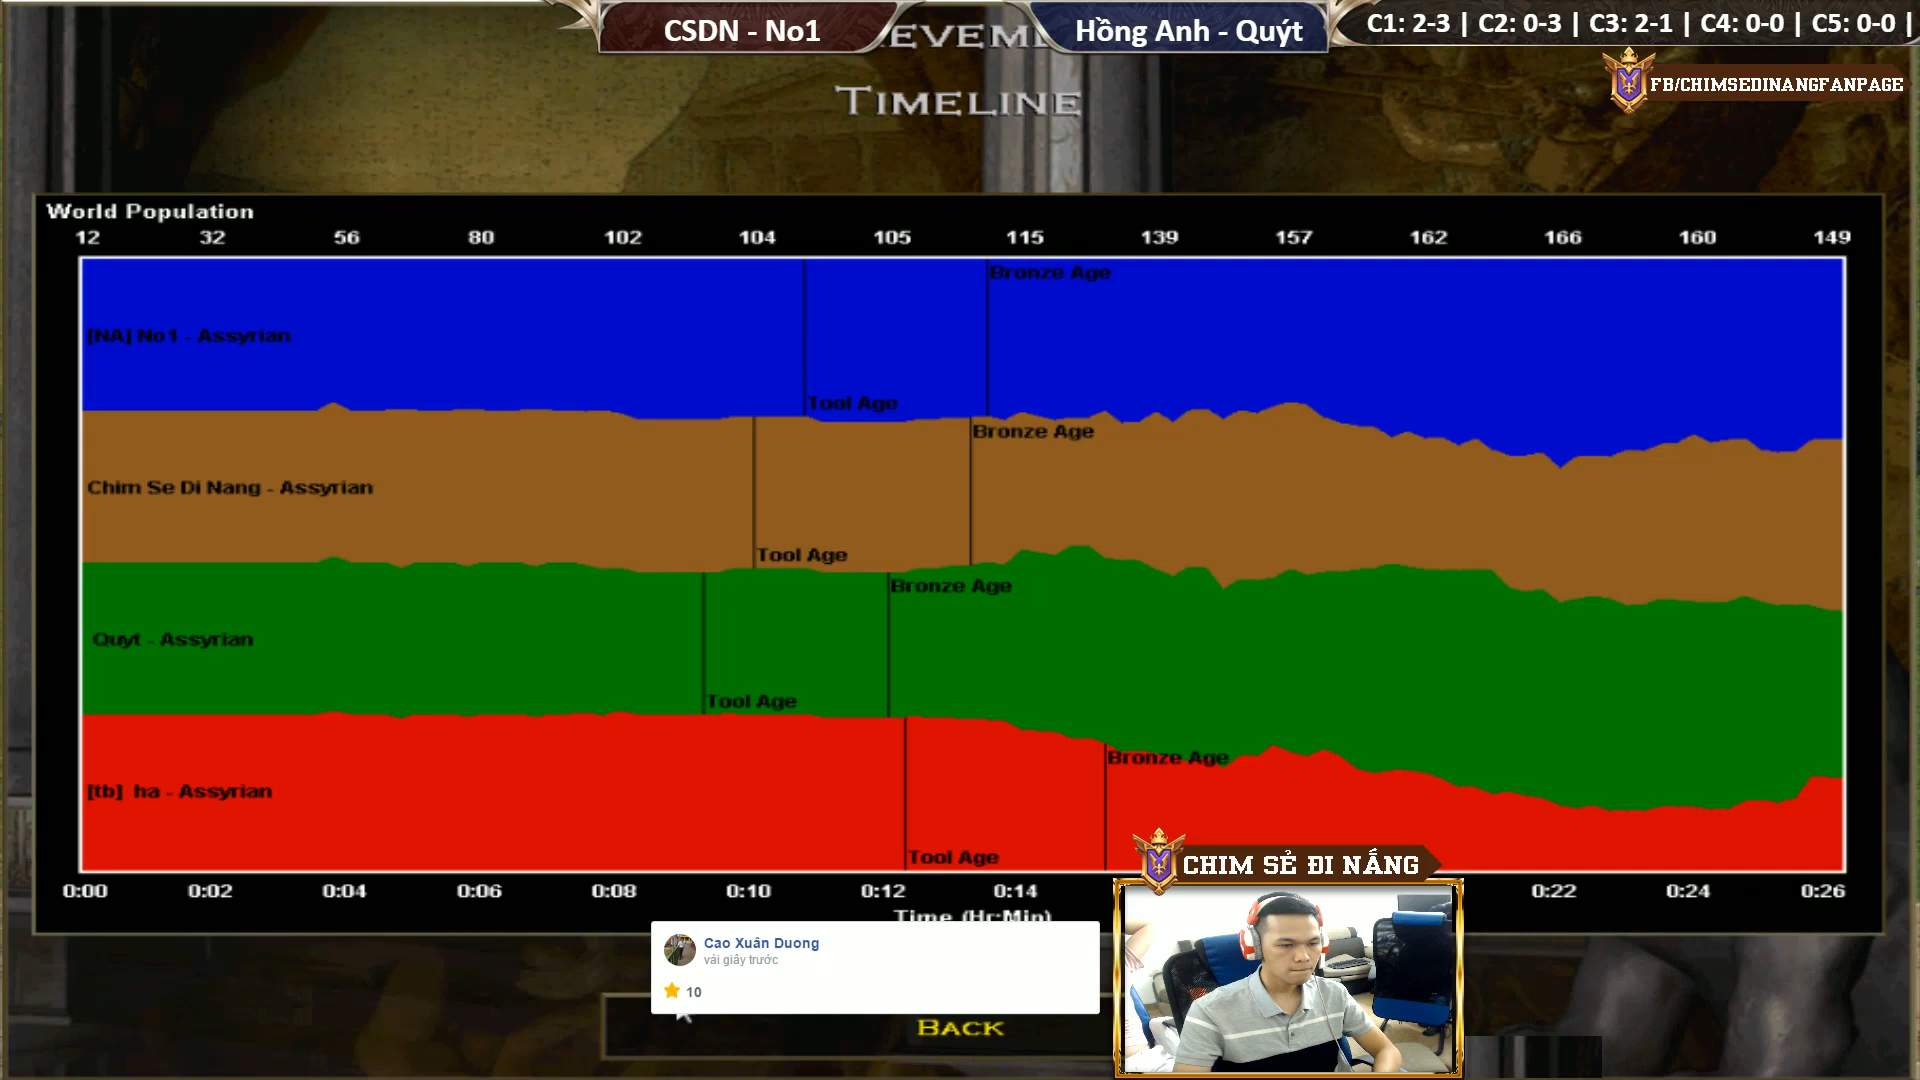 CSDN - No1
EVEM
Hồng Anh - Quýt
C1: 2-3 | C2: 0-3 | C3: 2-1 | C4: 0-0 | C5: 0-0 |
TIMELINE
FB/CHIMSEDINANGFANPAGE
World Population
12 32 56 80 102 104 105 115 139 157 162 166 160 149
Bronze Age
[NA] No1 - Assyrian
Tool Age
Bronze Age
Chim Se Di Nang - Assyrian
Tool Age
Bronze Age
Quyt - Assyrian
Tool Age
Bronze Age
[tb] ha - Assyrian
Tool Age
CHIM SẺ ĐI NẮNG
0:00 0:02 0:04 0:06 0:08 0:10 0:12 0:14 0:22 0:24 0:26
Time (Hr:Min)
Cao Xuân Duong
vài giây trước
10
BACK